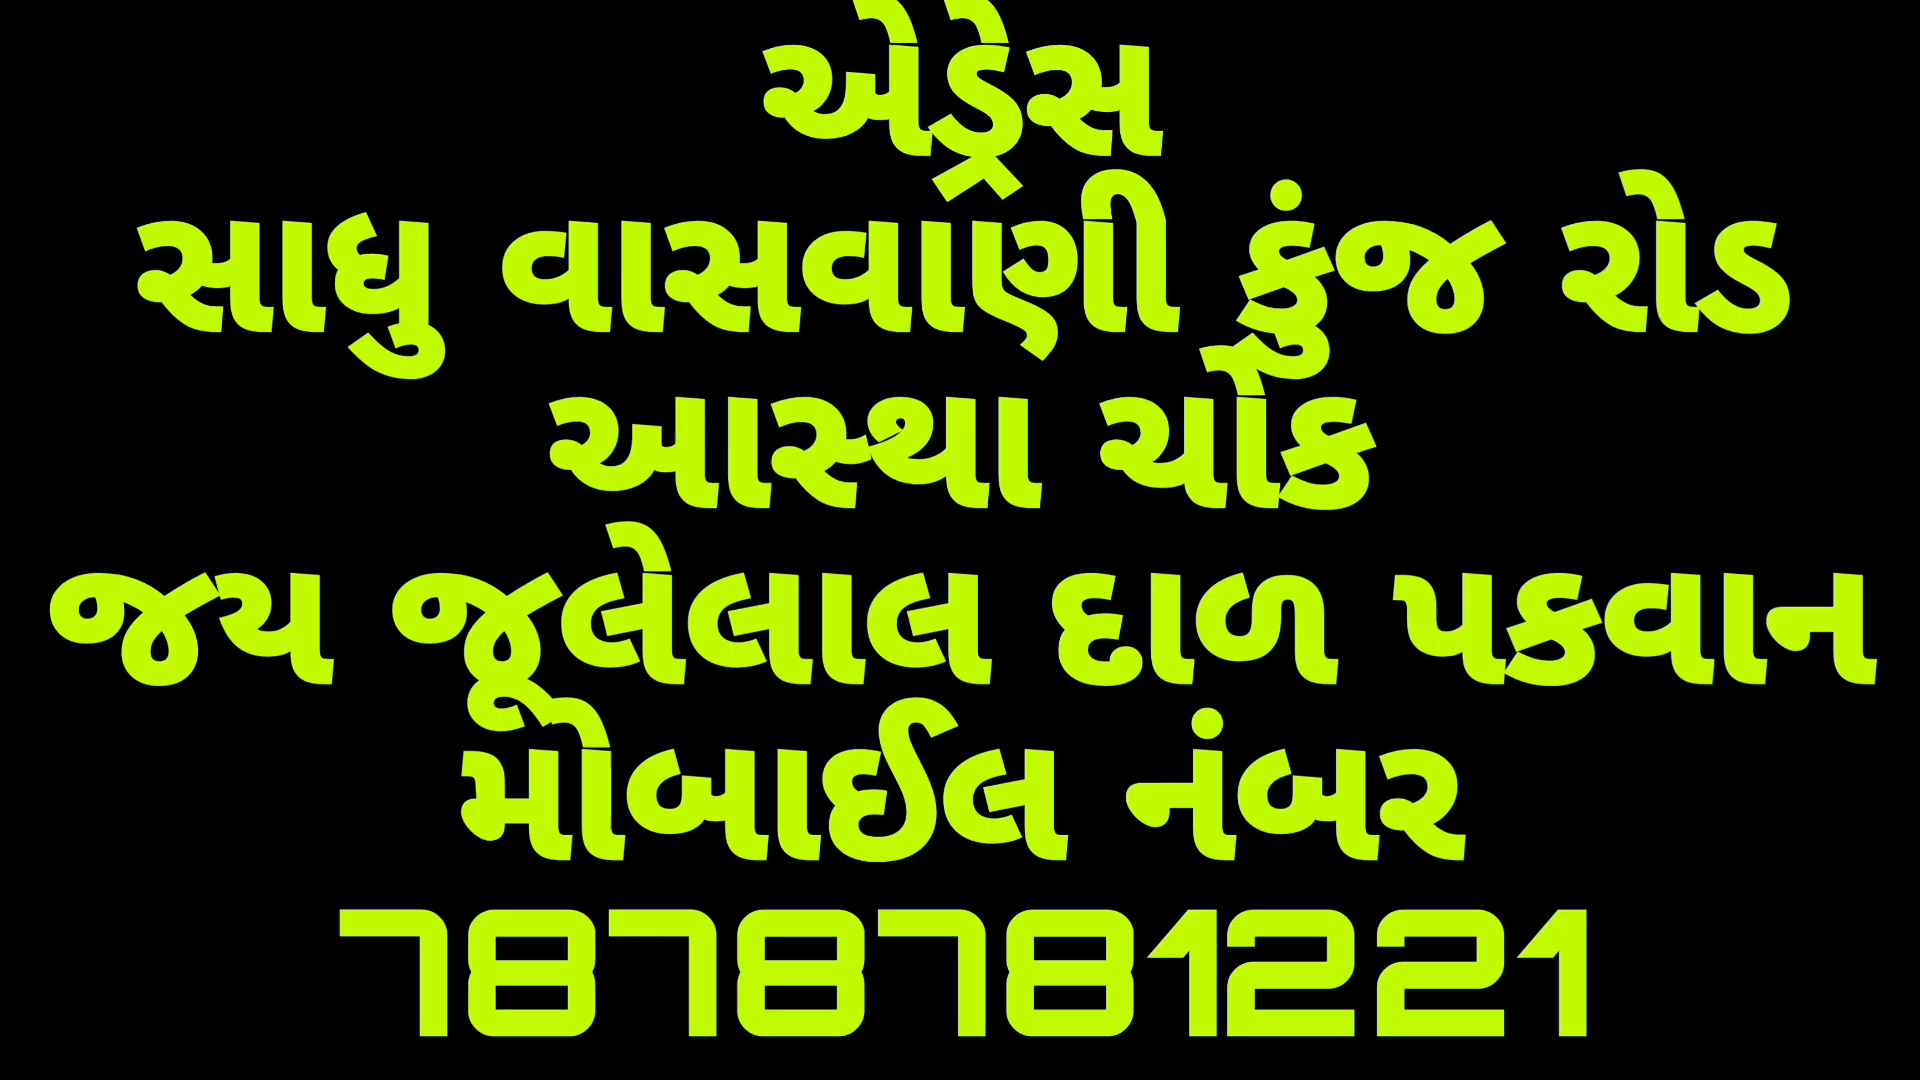 એડ્રેસ
સાધુ વાસવાણી કુંજ રોડ
આસ્થા ચોક
જય જૂલેલાલ દાળ પકવાન
મોબાઈલ નંબર
7878781221